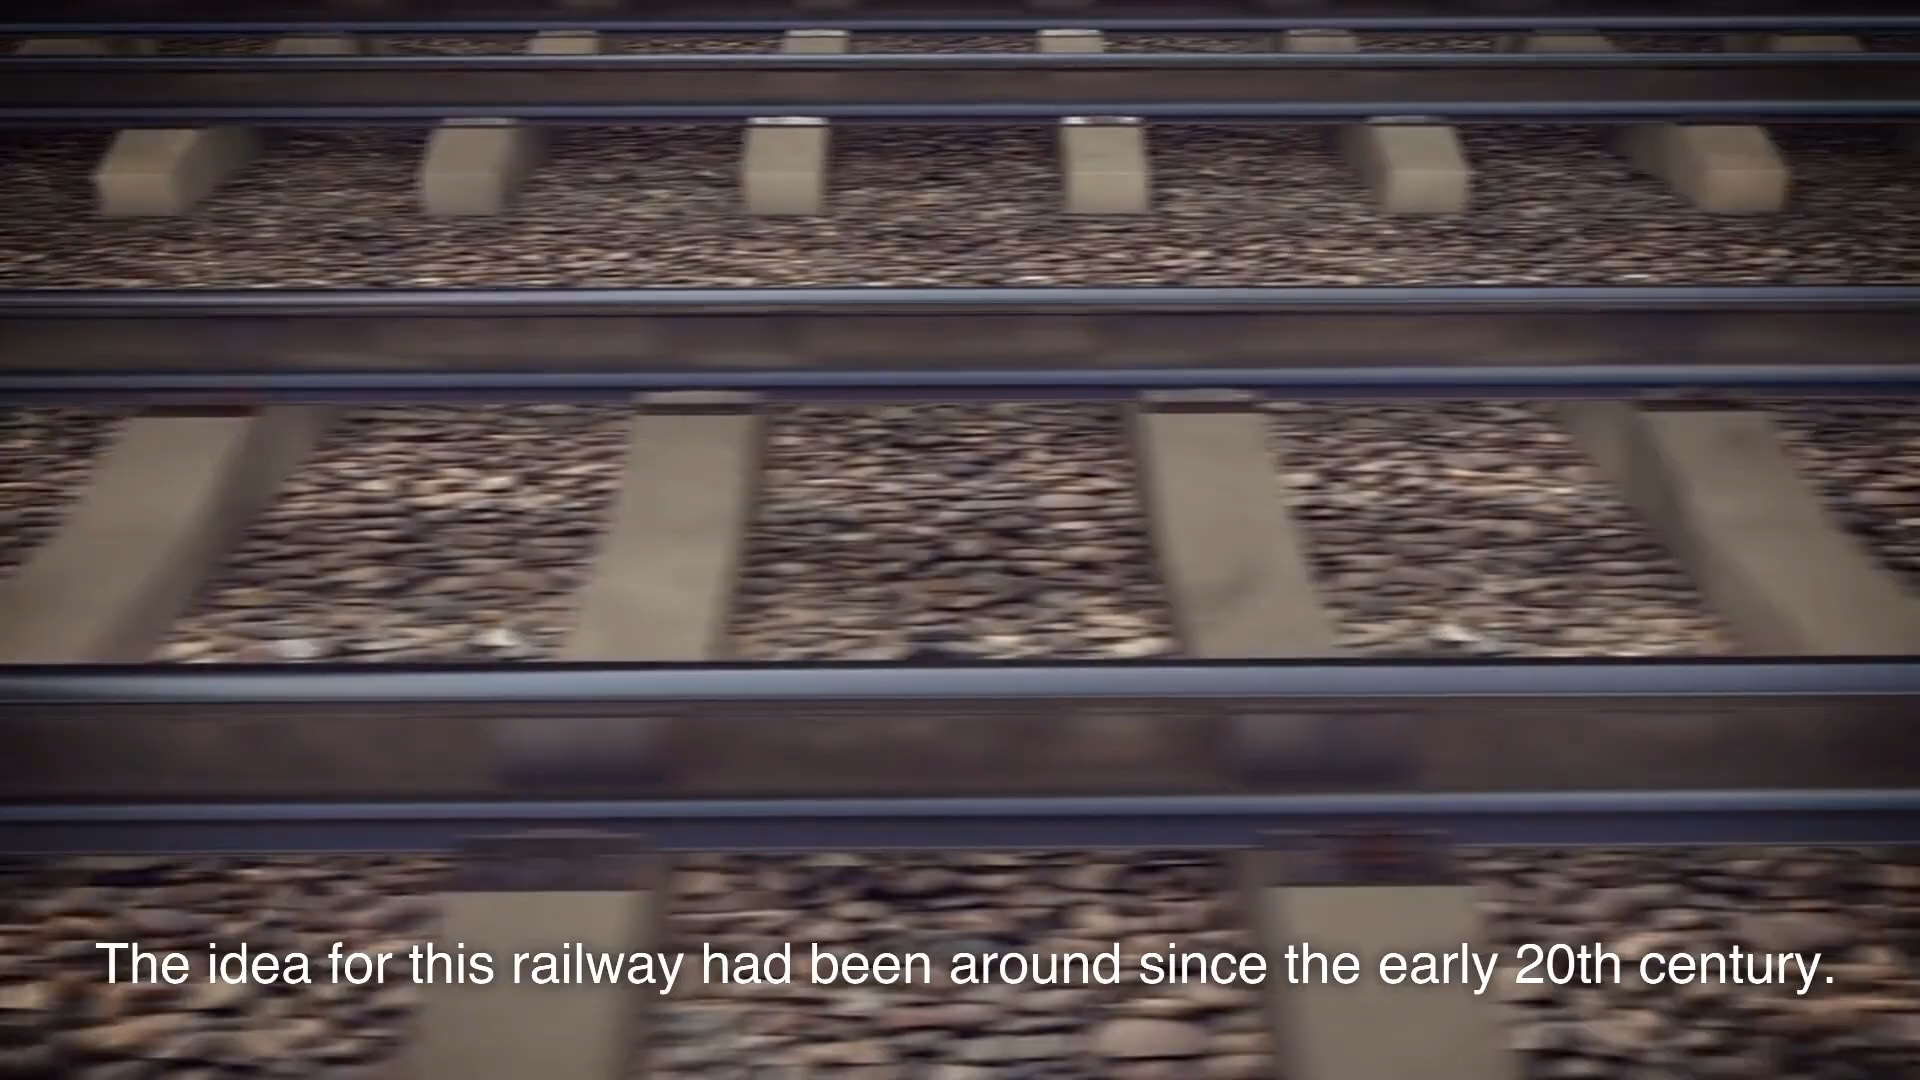 The idea for this railway had been around since the early 20th century.